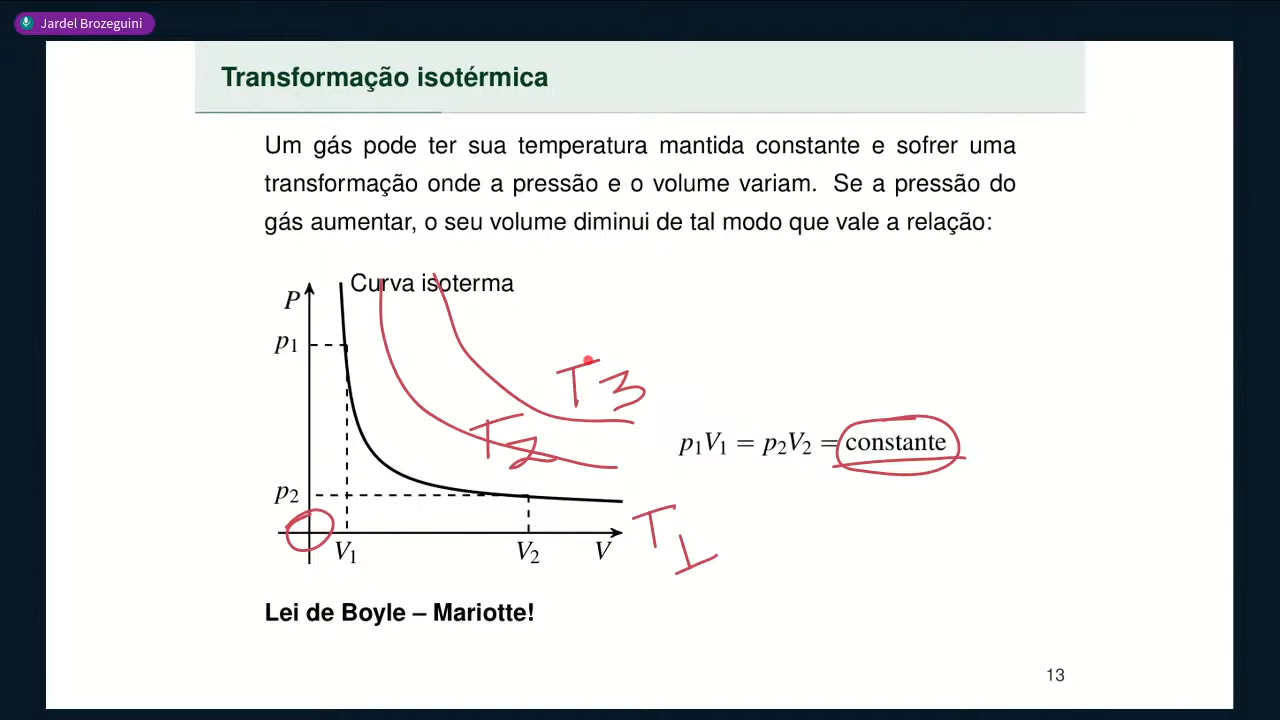 Jardel Brozeguini
Transformação isotérmica
Um gás pode ter sua temperatura mantida constante e sofrer uma
transformação onde a pressão e o volume variam. Se a pressão do
gás aumentar, o seu volume diminui de tal modo que vale a relação:
Curva isoterma
P
p₁
T3
T2
p₁V₁ = p₂V₂ = constante
p₂
T1
V₁
V₂
V
Lei de Boyle – Mariotte!
13